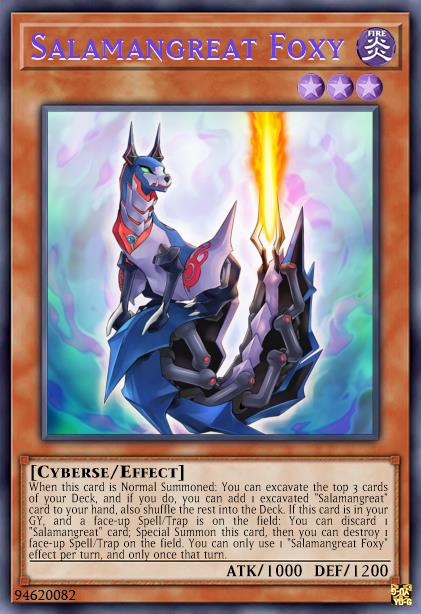 Salamangreat Foxy
FIRE
炎
[Cyberse/Effect]
When this card is Normal Summoned: You can excavate the top 3 cards
of your Deck, and if you do, you can add 1 excavated "Salamangreat"
card to your hand, also shuffle the rest into the Deck. If this card is in your
GY, and a face-up Spell/Trap is on the field: You can discard 1
"Salamangreat" card; Special Summon this card, then you can destroy 1
face-up Spell/Trap on the field. You can only use 1 "Salamangreat Foxy"
effect per turn, and only once that turn.
ATK/1000 DEF/1200
94620082